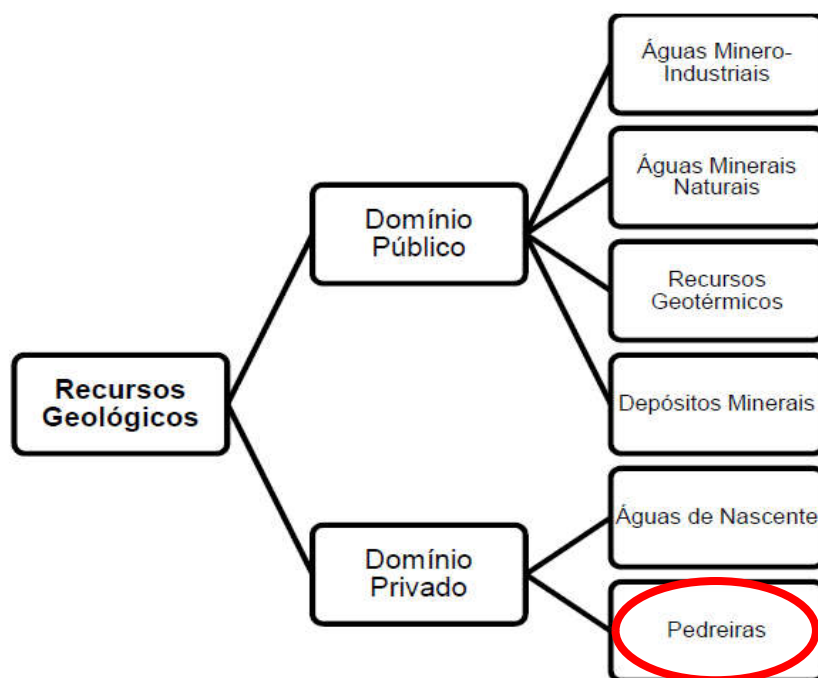 Águas Minero-
Industriais
Águas Minerais
Naturais
Domínio
Público
Recursos
Geotérmicos
Recursos
Geológicos
Depósitos Minerais
Águas de Nascente
Domínio
Privado
Pedreiras